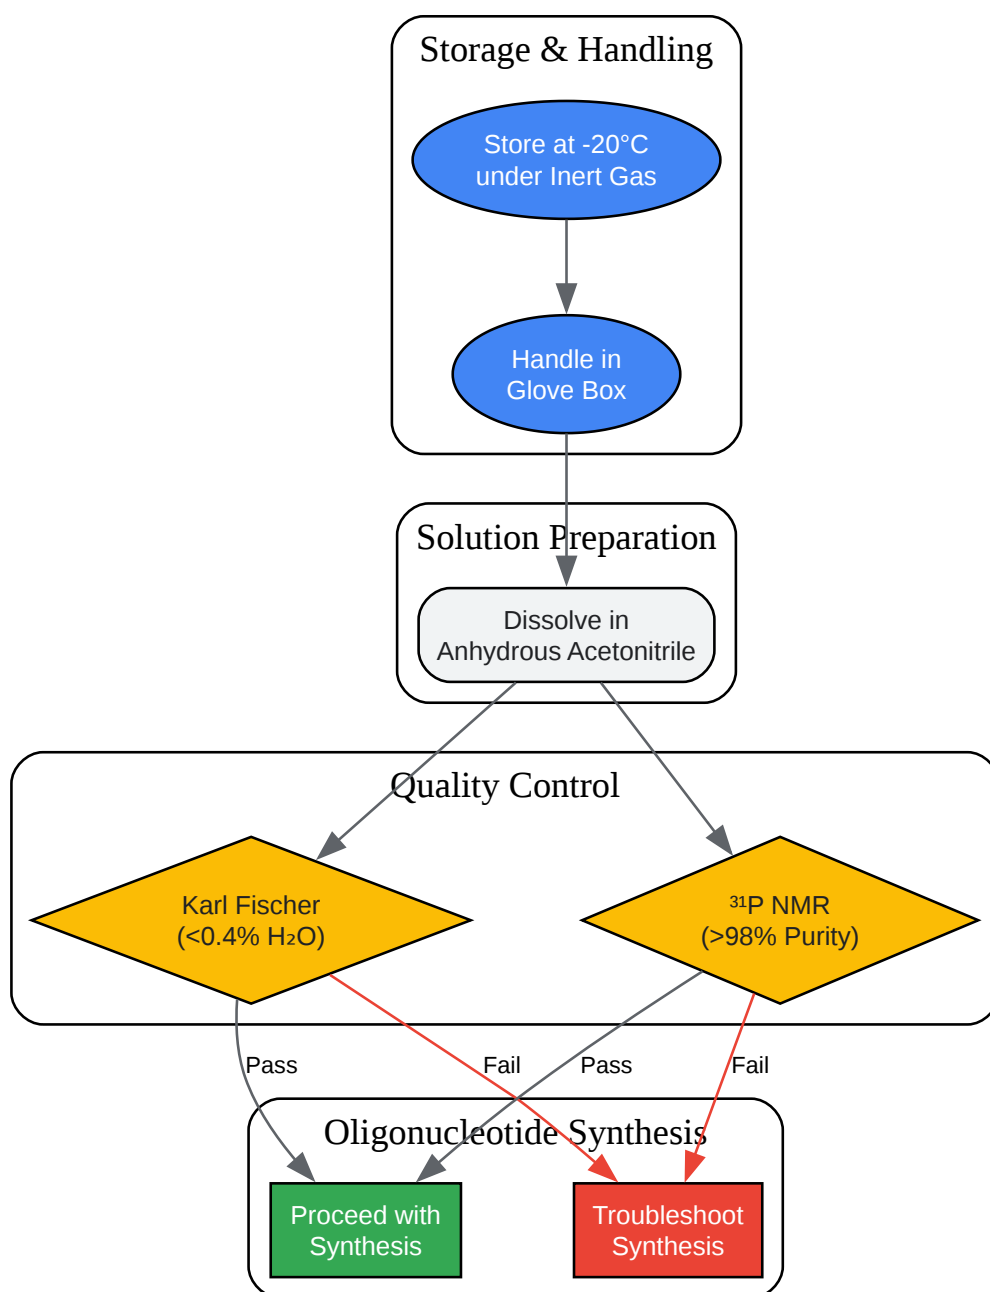 Storage & Handling
Store at -20°C
under Inert Gas
Handle in
Glove Box
Solution Preparation
Dissolve in
Anhydrous Acetonitrile
Quality Control
Karl Fischer
(<0.4% H₂O)
³¹P NMR
(>98% Purity)
Pass
Fail
Pass
Fail
Oligonucleotide Synthesis
Proceed with
Synthesis
Troubleshoot
Synthesis